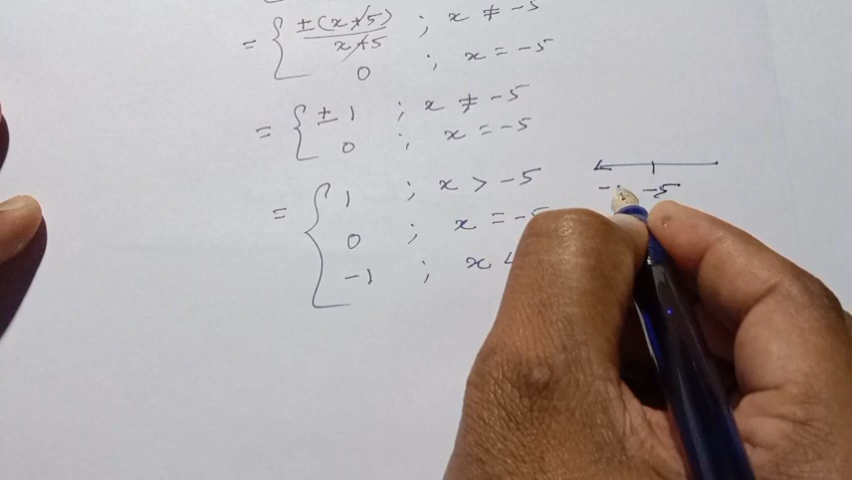 = { ±(x+5) / x+5 ; x ≠ -5
0 ; x = -5
= { ±1 ; x ≠ -5
0 ; x = -5
= { 1 ; x > -5
0 ; x = -5
-1 ; x <
-5